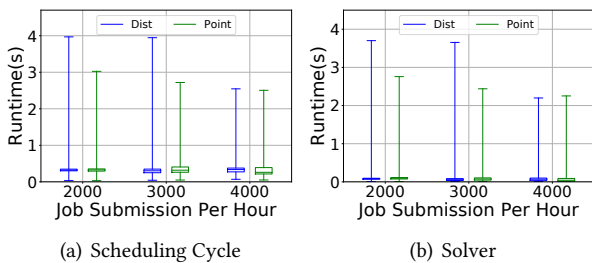 Dist Point
Runtime(s)
4
3
2
1
0
2000 3000 4000
Job Submission Per Hour
(a) Scheduling Cycle
Dist Point
Runtime(s)
4
3
2
1
0
2000 3000 4000
Job Submission Per Hour
(b) Solver